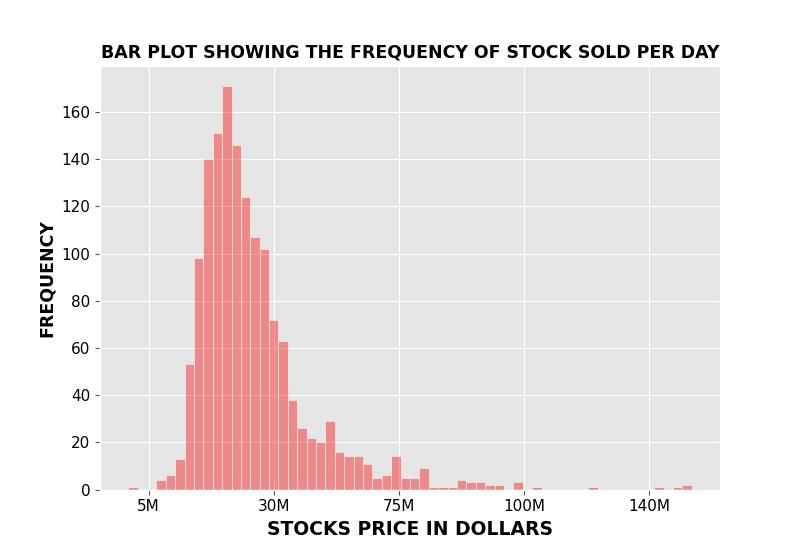 BAR PLOT SHOWING THE FREQUENCY OF STOCK SOLD PER DAY
FREQUENCY
160
140
120
100
80
60
40
20
0
5M 30M 75M 100M 140M
STOCKS PRICE IN DOLLARS